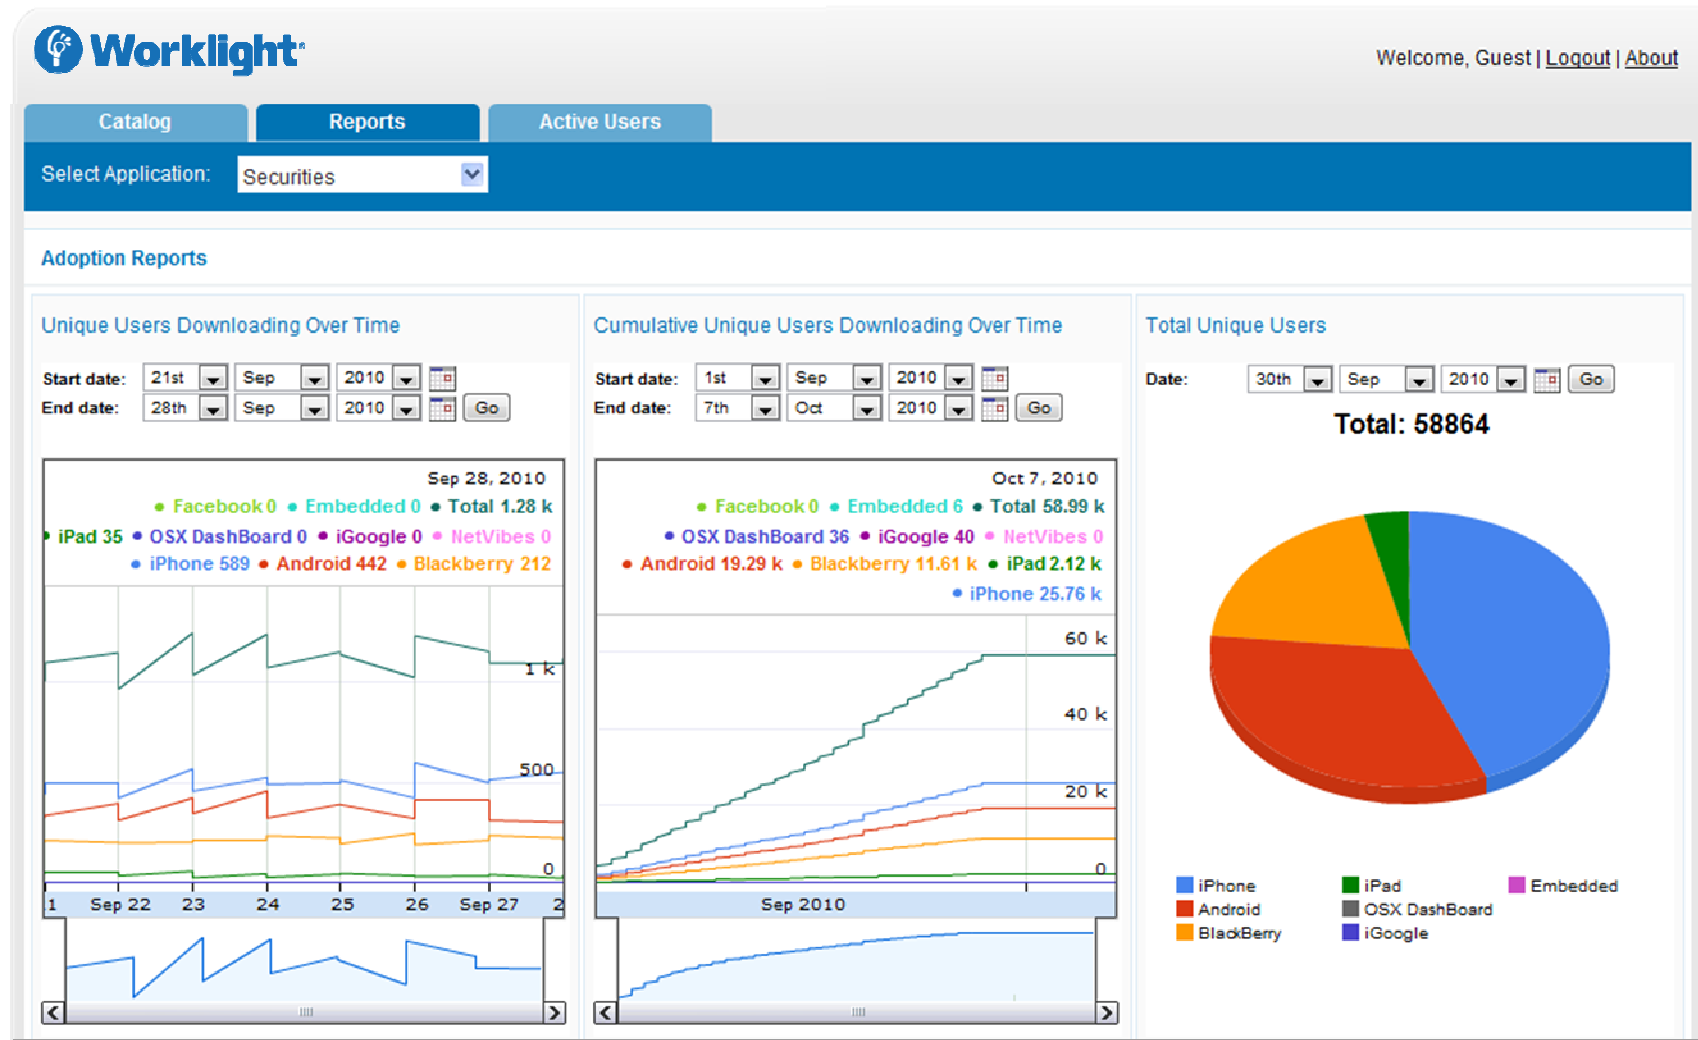 Worklight®
Welcome, Guest | Logout | About
Catalog
Reports
Active Users
Select Application:
Securities
Adoption Reports
Unique Users Downloading Over Time
Start date: 21st Sep 2010
End date: 28th Sep 2010 Go
Sep 28, 2010
Facebook 0 Embedded 0 Total 1.28 k
iPad 35 OSX DashBoard 0 iGoogle 0 NetVibes 0
iPhone 589 Android 442 Blackberry 212
1 k
500
0
1 Sep 22 23 24 25 26 Sep 27 2
Cumulative Unique Users Downloading Over Time
Start date: 1st Sep 2010
End date: 7th Oct 2010 Go
Oct 7, 2010
Facebook 0 Embedded 6 Total 58.99 k
OSX DashBoard 36 iGoogle 40 NetVibes 0
Android 19.29 k Blackberry 11.61 k iPad 2.12 k
iPhone 25.76 k
60 k
40 k
20 k
0
Sep 2010
Total Unique Users
Date: 30th Sep 2010 Go
Total: 58864
iPhone iPad Embedded
Android OSX DashBoard
BlackBerry iGoogle